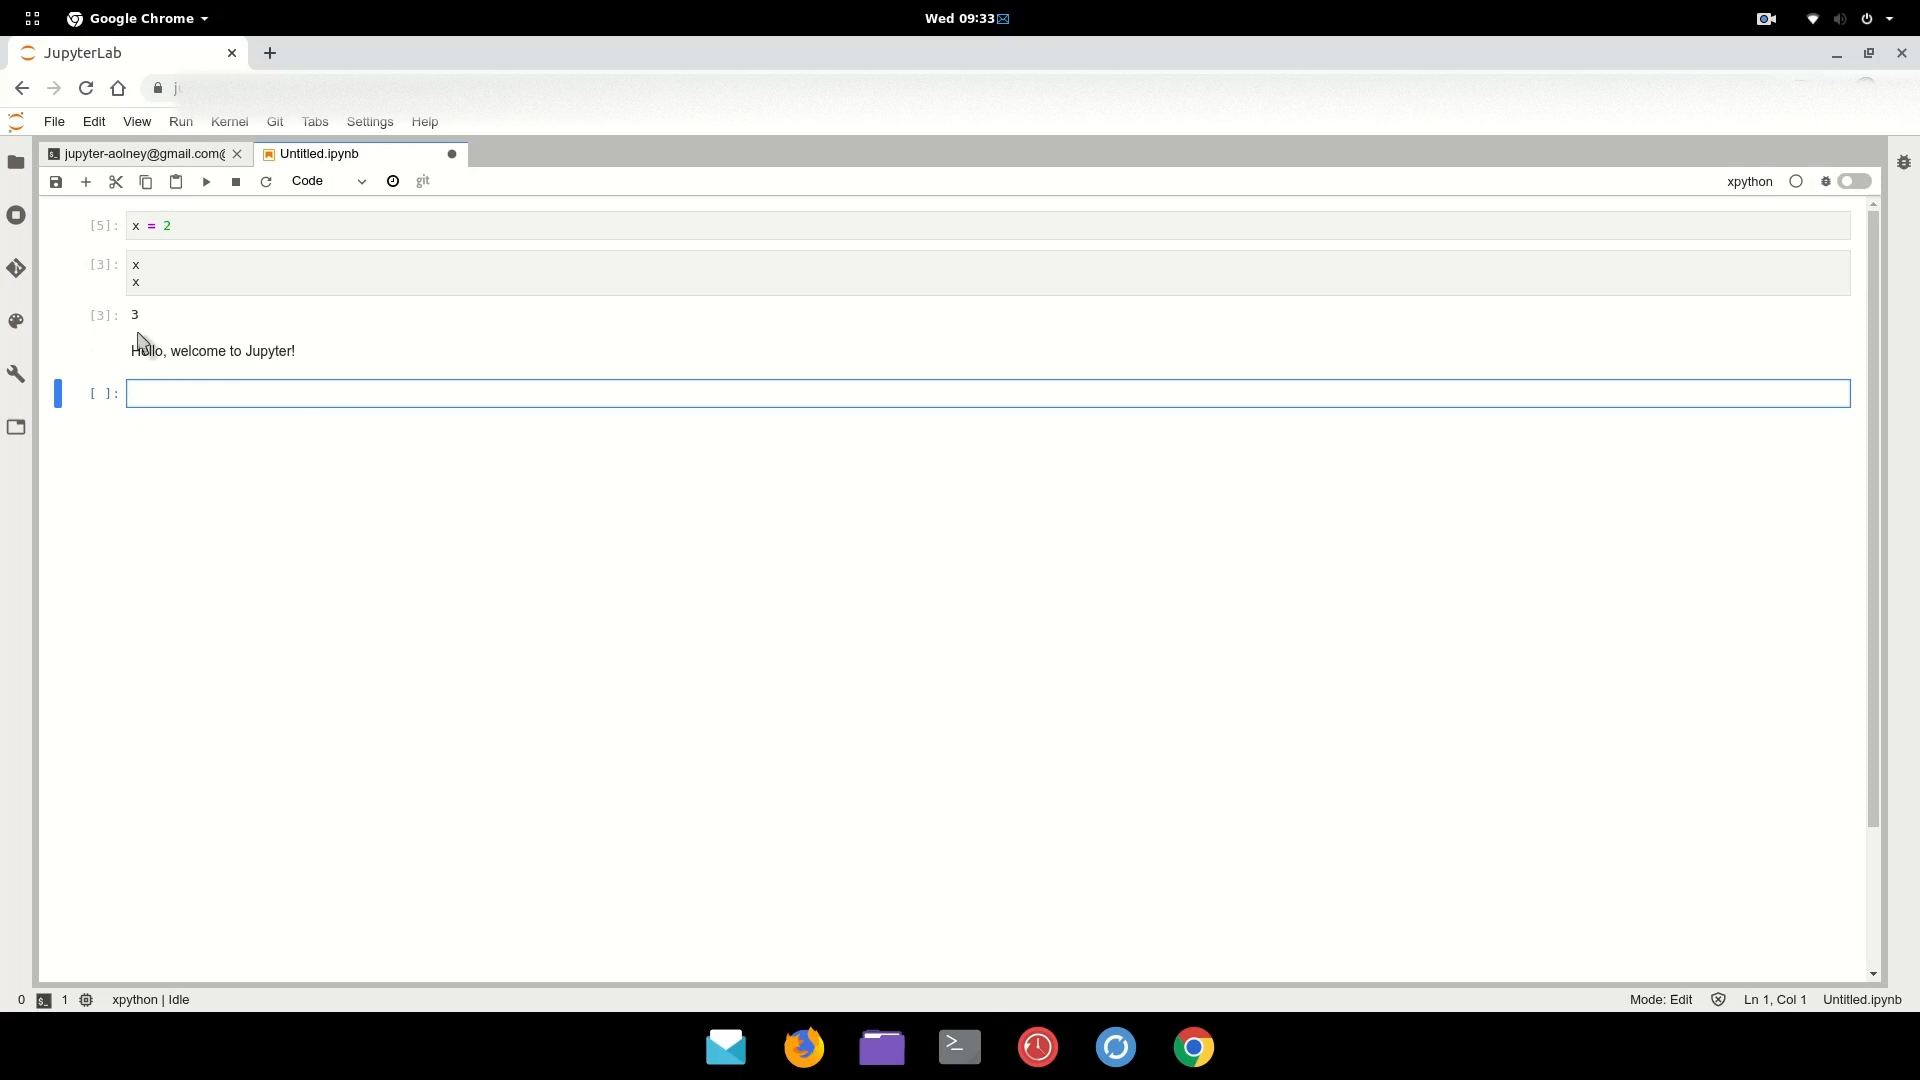 Google Chrome
Wed 09:33
JupyterLab
File Edit View Run Kernel Git Tabs Settings Help
jupyter-aolney@gmail.com@ Untitled.ipynb
Code git xpython
[5]: x = 2
[3]: x
x
[3]: 3
Hello, welcome to Jupyter!
[ ]:
0 $_ 1 xpython | Idle Mode: Edit Ln 1, Col 1 Untitled.ipynb